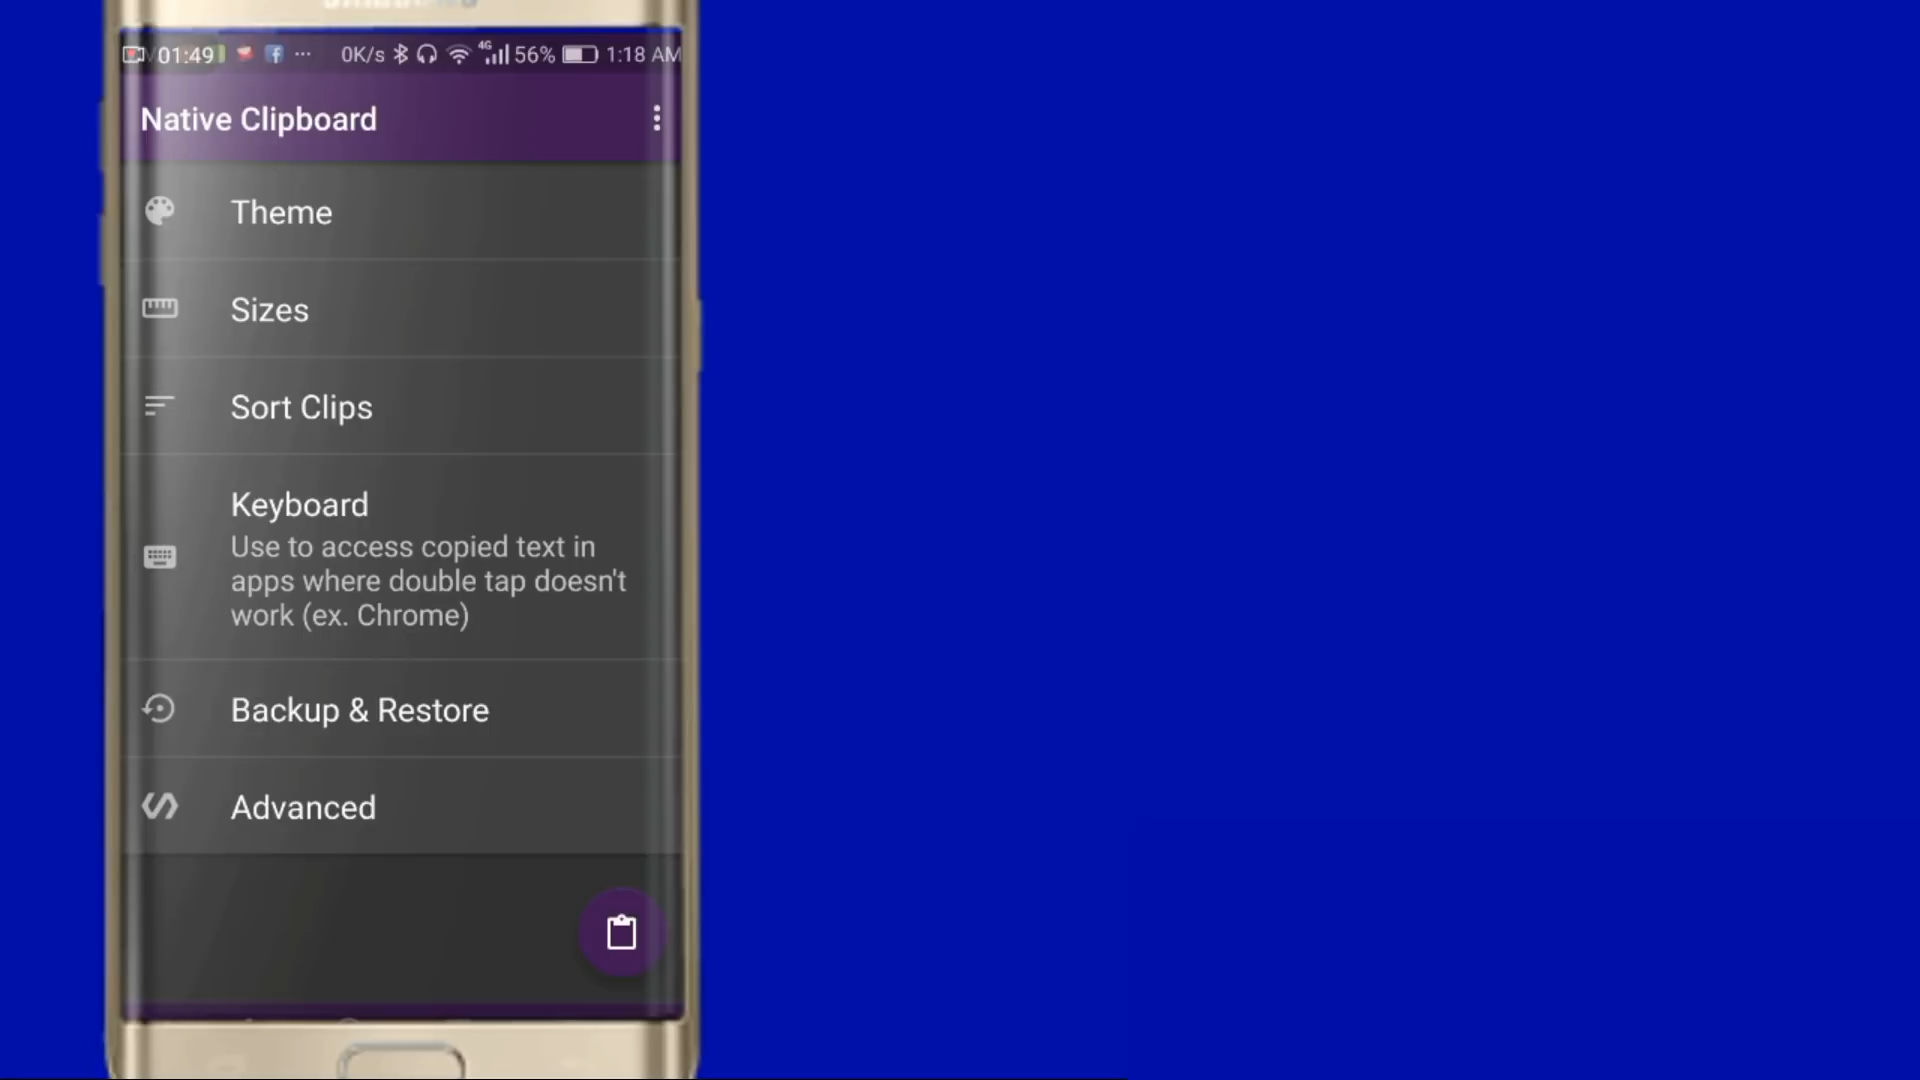 01:49 0K/s 4G 56% 1:18 AM
Native Clipboard
Theme
Sizes
Sort Clips
Keyboard
Use to access copied text in
apps where double tap doesn't
work (ex. Chrome)
Backup & Restore
Advanced